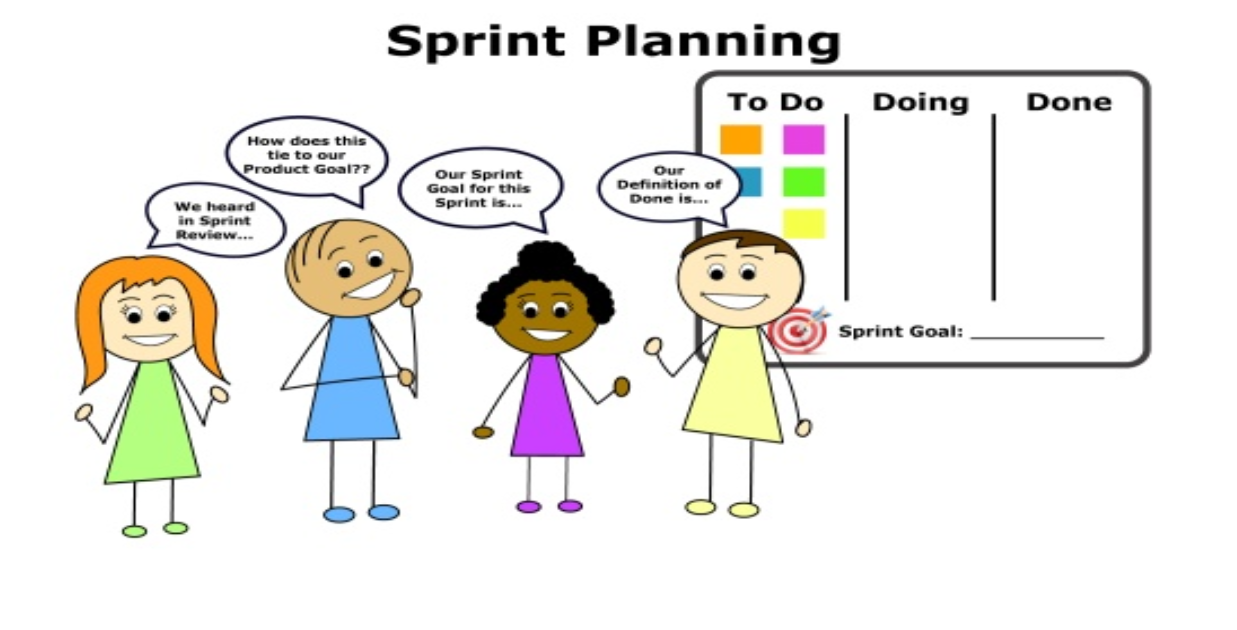 Sprint Planning
To Do Doing Done
How does this
tie to our
Product Goal??
We heard
in Sprint
Review...
Our Sprint
Goal for this
Sprint is...
Our
Definition of
Done is...
Sprint Goal: ______________